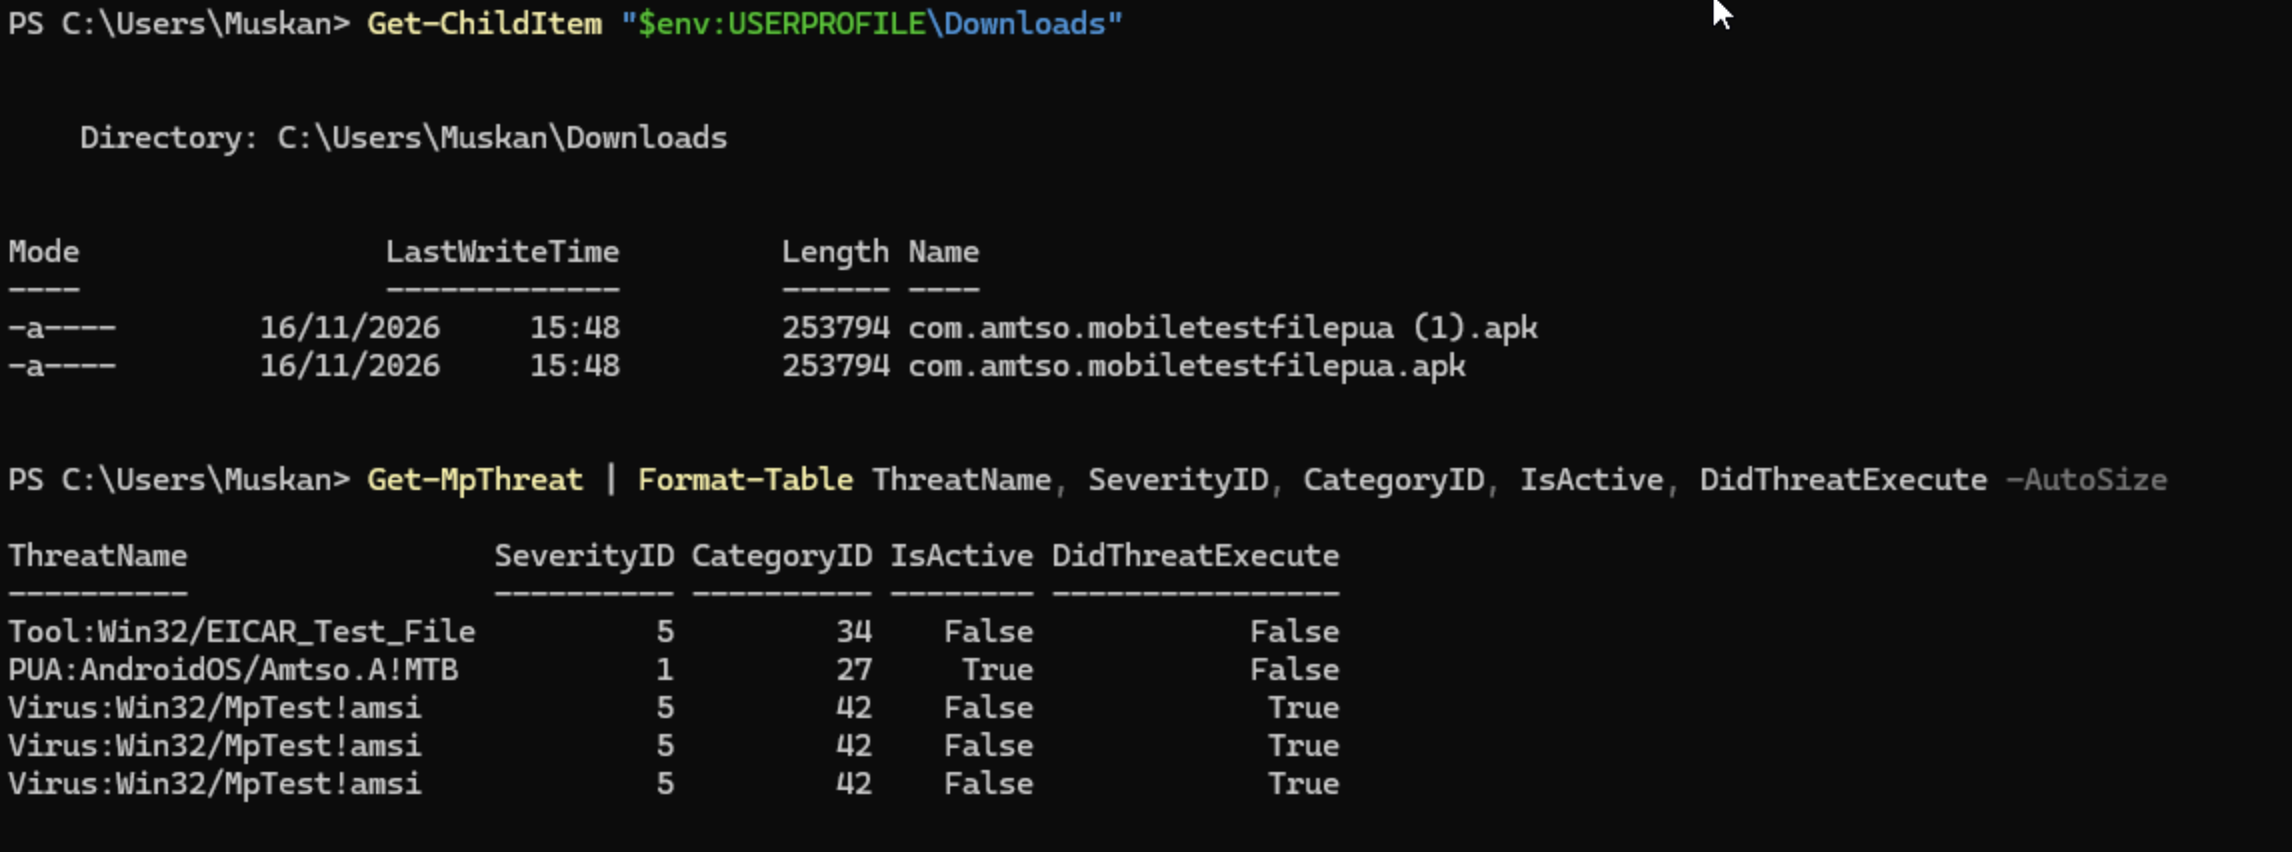 PS C:\Users\Muskan> Get-ChildItem "$env:USERPROFILE\Downloads"
Directory: C:\Users\Muskan\Downloads
Mode LastWriteTime Length Name
---- ------------- ------ ----
-a---- 16/11/2026 15:48 253794 com.amtso.mobiletestfilepua (1).apk
-a---- 16/11/2026 15:48 253794 com.amtso.mobiletestfilepua.apk
PS C:\Users\Muskan> Get-MpThreat | Format-Table ThreatName, SeverityID, CategoryID, IsActive, DidThreatExecute -AutoSize
ThreatName SeverityID CategoryID IsActive DidThreatExecute
---------- ---------- ---------- -------- ----------------
Tool:Win32/EICAR_Test_File 5 34 False False
PUA:AndroidOS/Amtso.A!MTB 1 27 True False
Virus:Win32/MpTest!amsi 5 42 False True
Virus:Win32/MpTest!amsi 5 42 False True
Virus:Win32/MpTest!amsi 5 42 False True